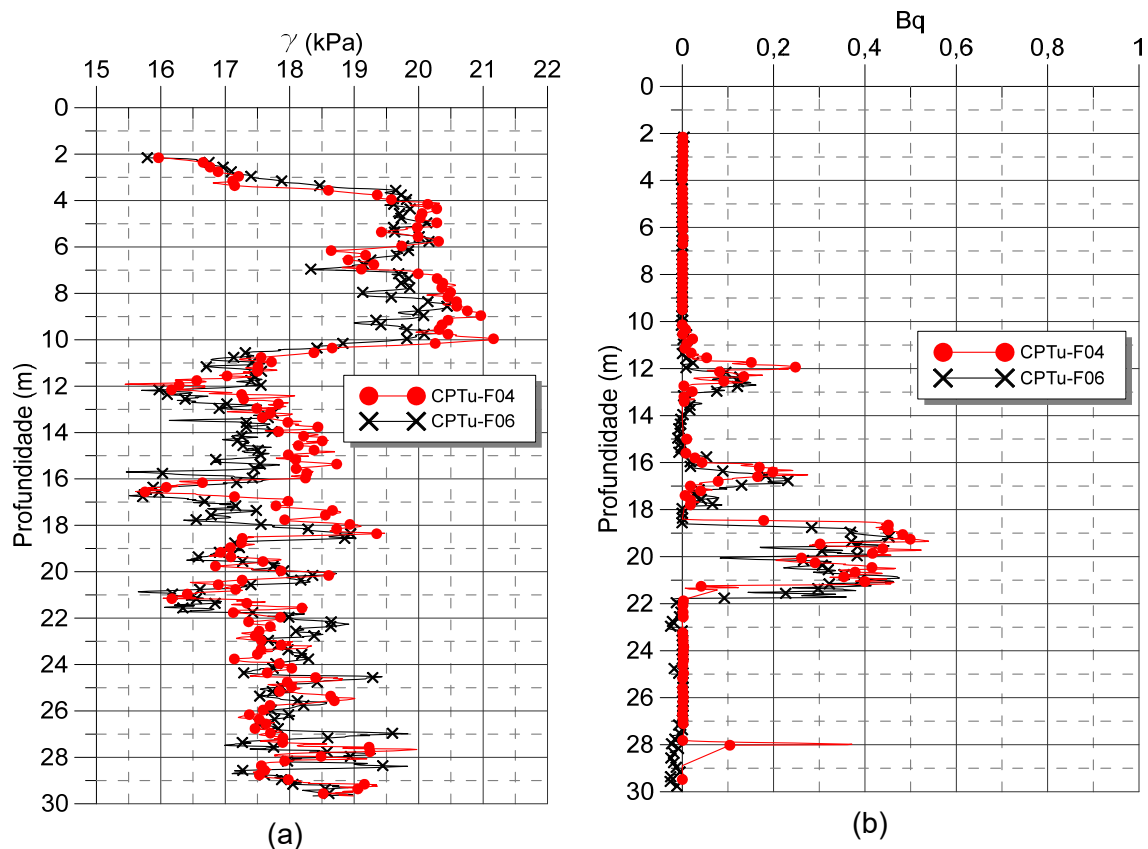 γ (kPa)
15 16 17 18 19 20 21 22
0
2
4
6
8
10
12
14
16
18
20
22
24
26
28
30
Profundidade (m)
CPTu-F04
CPTu-F06
(a)
Bq
0 0,2 0,4 0,6 0,8 1
0
2
4
6
8
10
12
14
16
18
20
22
24
26
28
30
Profundidade (m)
CPTu-F04
CPTu-F06
(b)